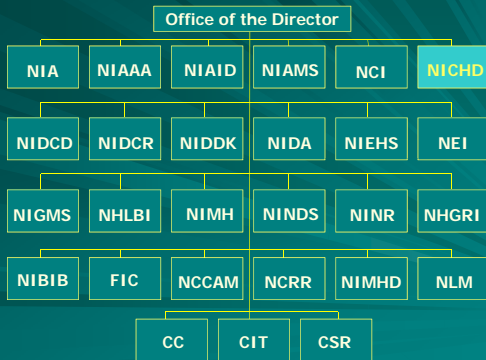 Office of the Director
NIA NIAAA NIAID NIAMS NCI NICHD
NIDCD NIDCR NIDDK NIDA NIEHS NEI
NIGMS NHLBI NIMH NINDS NINR NHGRI
NIBIB FIC NCCAM NCRR NIMHD NLM
CC CIT CSR